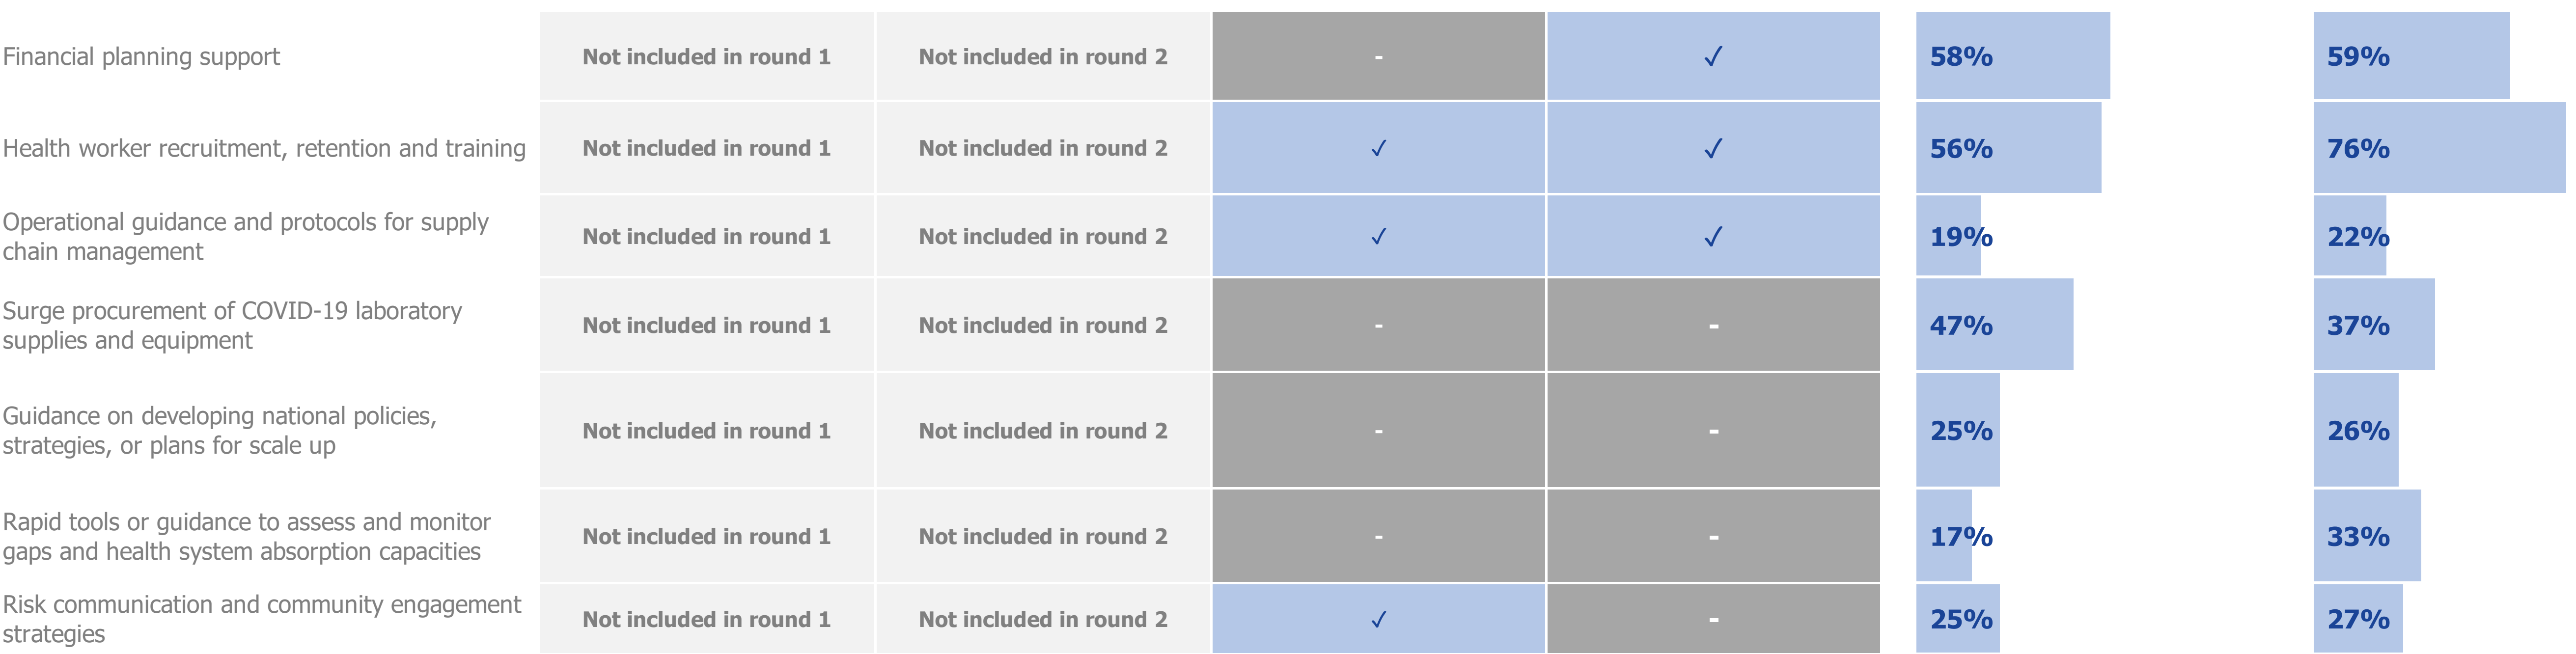 Financial planning support
Not included in round 1
Not included in round 2
-
✓
58%
59%
Health worker recruitment, retention and training
Not included in round 1
Not included in round 2
✓
✓
56%
76%
Operational guidance and protocols for supply
chain management
Not included in round 1
Not included in round 2
✓
✓
19%
22%
Surge procurement of COVID-19 laboratory
supplies and equipment
Not included in round 1
Not included in round 2
-
-
47%
37%
Guidance on developing national policies,
strategies, or plans for scale up
Not included in round 1
Not included in round 2
-
-
25%
26%
Rapid tools or guidance to assess and monitor
gaps and health system absorption capacities
Not included in round 1
Not included in round 2
-
-
17%
33%
Risk communication and community engagement
strategies
Not included in round 1
Not included in round 2
✓
-
25%
27%